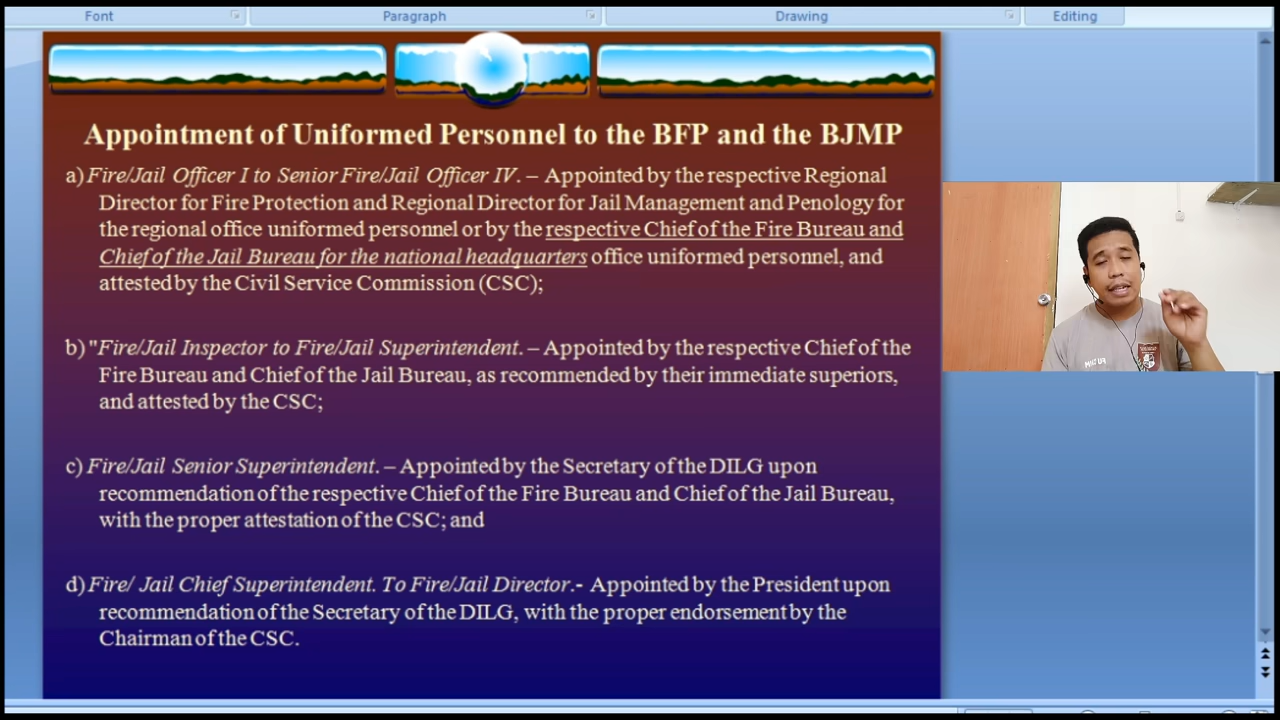 Font Paragraph Drawing Editing
Appointment of Uniformed Personnel to the BFP and the BJMP
a) Fire/Jail Officer I to Senior Fire/Jail Officer IV. – Appointed by the respective Regional
Director for Fire Protection and Regional Director for Jail Management and Penology for
the regional office uniformed personnel or by the respective Chief of the Fire Bureau and
Chief of the Jail Bureau for the national headquarters office uniformed personnel, and
attested by the Civil Service Commission (CSC);
b) "Fire/Jail Inspector to Fire/Jail Superintendent. – Appointed by the respective Chief of the
Fire Bureau and Chief of the Jail Bureau, as recommended by their immediate superiors,
and attested by the CSC;
c) Fire/Jail Senior Superintendent. – Appointed by the Secretary of the DILG upon
recommendation of the respective Chief of the Fire Bureau and Chief of the Jail Bureau,
with the proper attestation of the CSC; and
d) Fire/ Jail Chief Superintendent. To Fire/Jail Director.- Appointed by the President upon
recommendation of the Secretary of the DILG, with the proper endorsement by the
Chairman of the CSC.